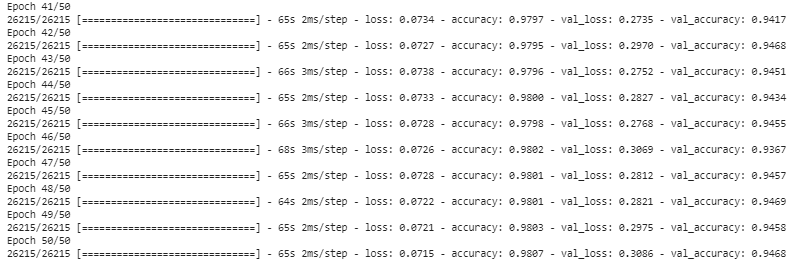 Epoch 41/50
26215/26215 [==============================] - 65s 2ms/step - loss: 0.0734 - accuracy: 0.9797 - val_loss: 0.2735 - val_accuracy: 0.9417
Epoch 42/50
26215/26215 [==============================] - 65s 2ms/step - loss: 0.0727 - accuracy: 0.9795 - val_loss: 0.2970 - val_accuracy: 0.9468
Epoch 43/50
26215/26215 [==============================] - 66s 3ms/step - loss: 0.0738 - accuracy: 0.9796 - val_loss: 0.2752 - val_accuracy: 0.9451
Epoch 44/50
26215/26215 [==============================] - 65s 2ms/step - loss: 0.0733 - accuracy: 0.9800 - val_loss: 0.2827 - val_accuracy: 0.9434
Epoch 45/50
26215/26215 [==============================] - 66s 3ms/step - loss: 0.0728 - accuracy: 0.9798 - val_loss: 0.2768 - val_accuracy: 0.9455
Epoch 46/50
26215/26215 [==============================] - 68s 3ms/step - loss: 0.0726 - accuracy: 0.9802 - val_loss: 0.3069 - val_accuracy: 0.9367
Epoch 47/50
26215/26215 [==============================] - 65s 2ms/step - loss: 0.0728 - accuracy: 0.9801 - val_loss: 0.2812 - val_accuracy: 0.9457
Epoch 48/50
26215/26215 [==============================] - 64s 2ms/step - loss: 0.0722 - accuracy: 0.9801 - val_loss: 0.2821 - val_accuracy: 0.9469
Epoch 49/50
26215/26215 [==============================] - 65s 2ms/step - loss: 0.0721 - accuracy: 0.9803 - val_loss: 0.2975 - val_accuracy: 0.9458
Epoch 50/50
26215/26215 [==============================] - 65s 2ms/step - loss: 0.0715 - accuracy: 0.9807 - val_loss: 0.3086 - val_accuracy: 0.9468